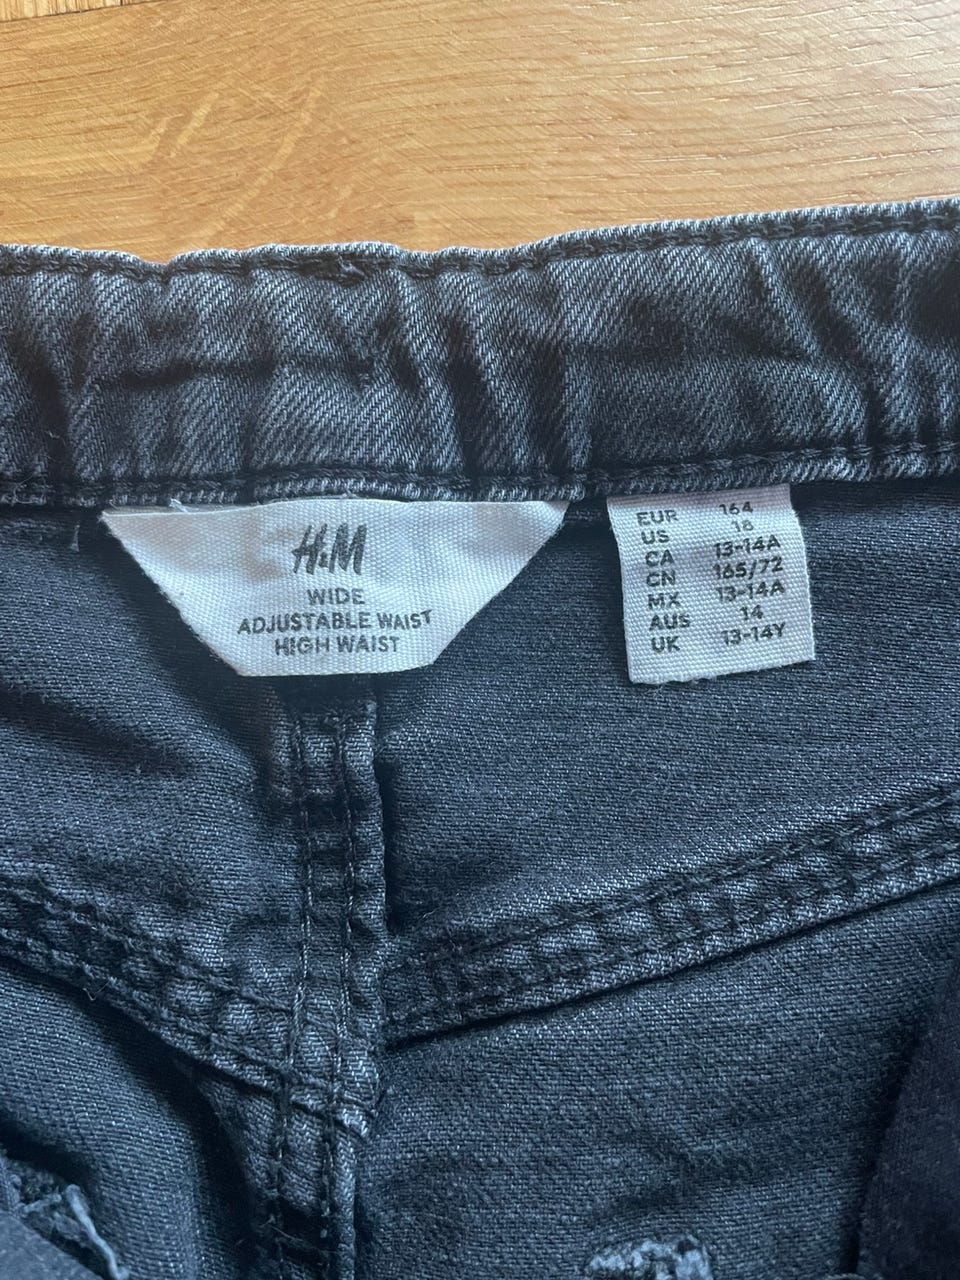 H&M
WIDE
ADJUSTABLE WAIST
HIGH WAIST
EUR 164
US 18
CA 13-14A
CN 165/72
MX 13-14A
AUS 14
UK 13-14Y